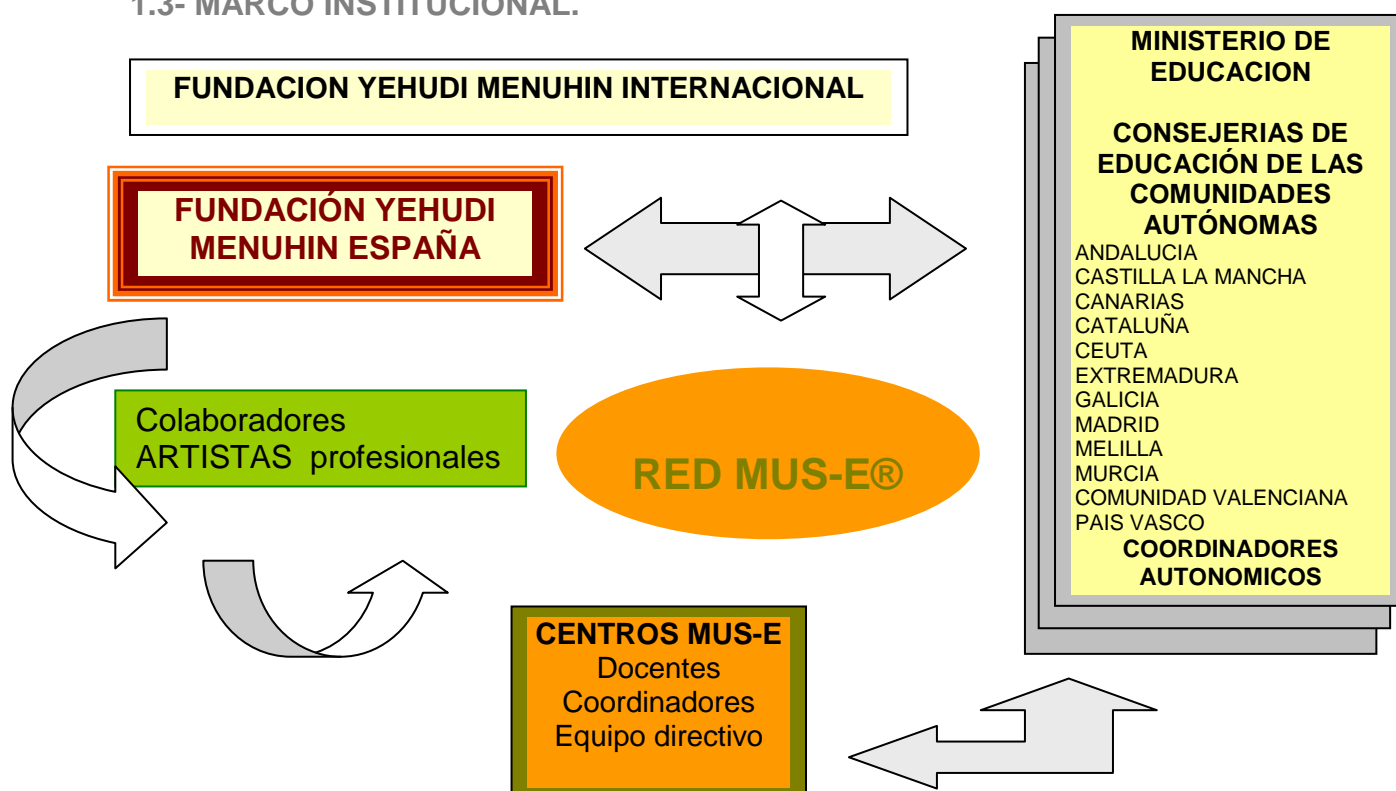 1.3- MARCO INSTITUCIONAL.
FUNDACION YEHUDI MENUHIN INTERNACIONAL
FUNDACIÓN YEHUDI
MENUHIN ESPAÑA
Colaboradores
ARTISTAS profesionales
RED MUS-E®
CENTROS MUS-E
Docentes
Coordinadores
Equipo directivo
MINISTERIO DE
EDUCACION
CONSEJERIAS DE
EDUCACIÓN DE LAS
COMUNIDADES
AUTÓNOMAS
ANDALUCIA
CASTILLA LA MANCHA
CANARIAS
CATALUÑA
CEUTA
EXTREMADURA
GALICIA
MADRID
MELILLA
MURCIA
COMUNIDAD VALENCIANA
PAIS VASCO
COORDINADORES
AUTONOMICOS